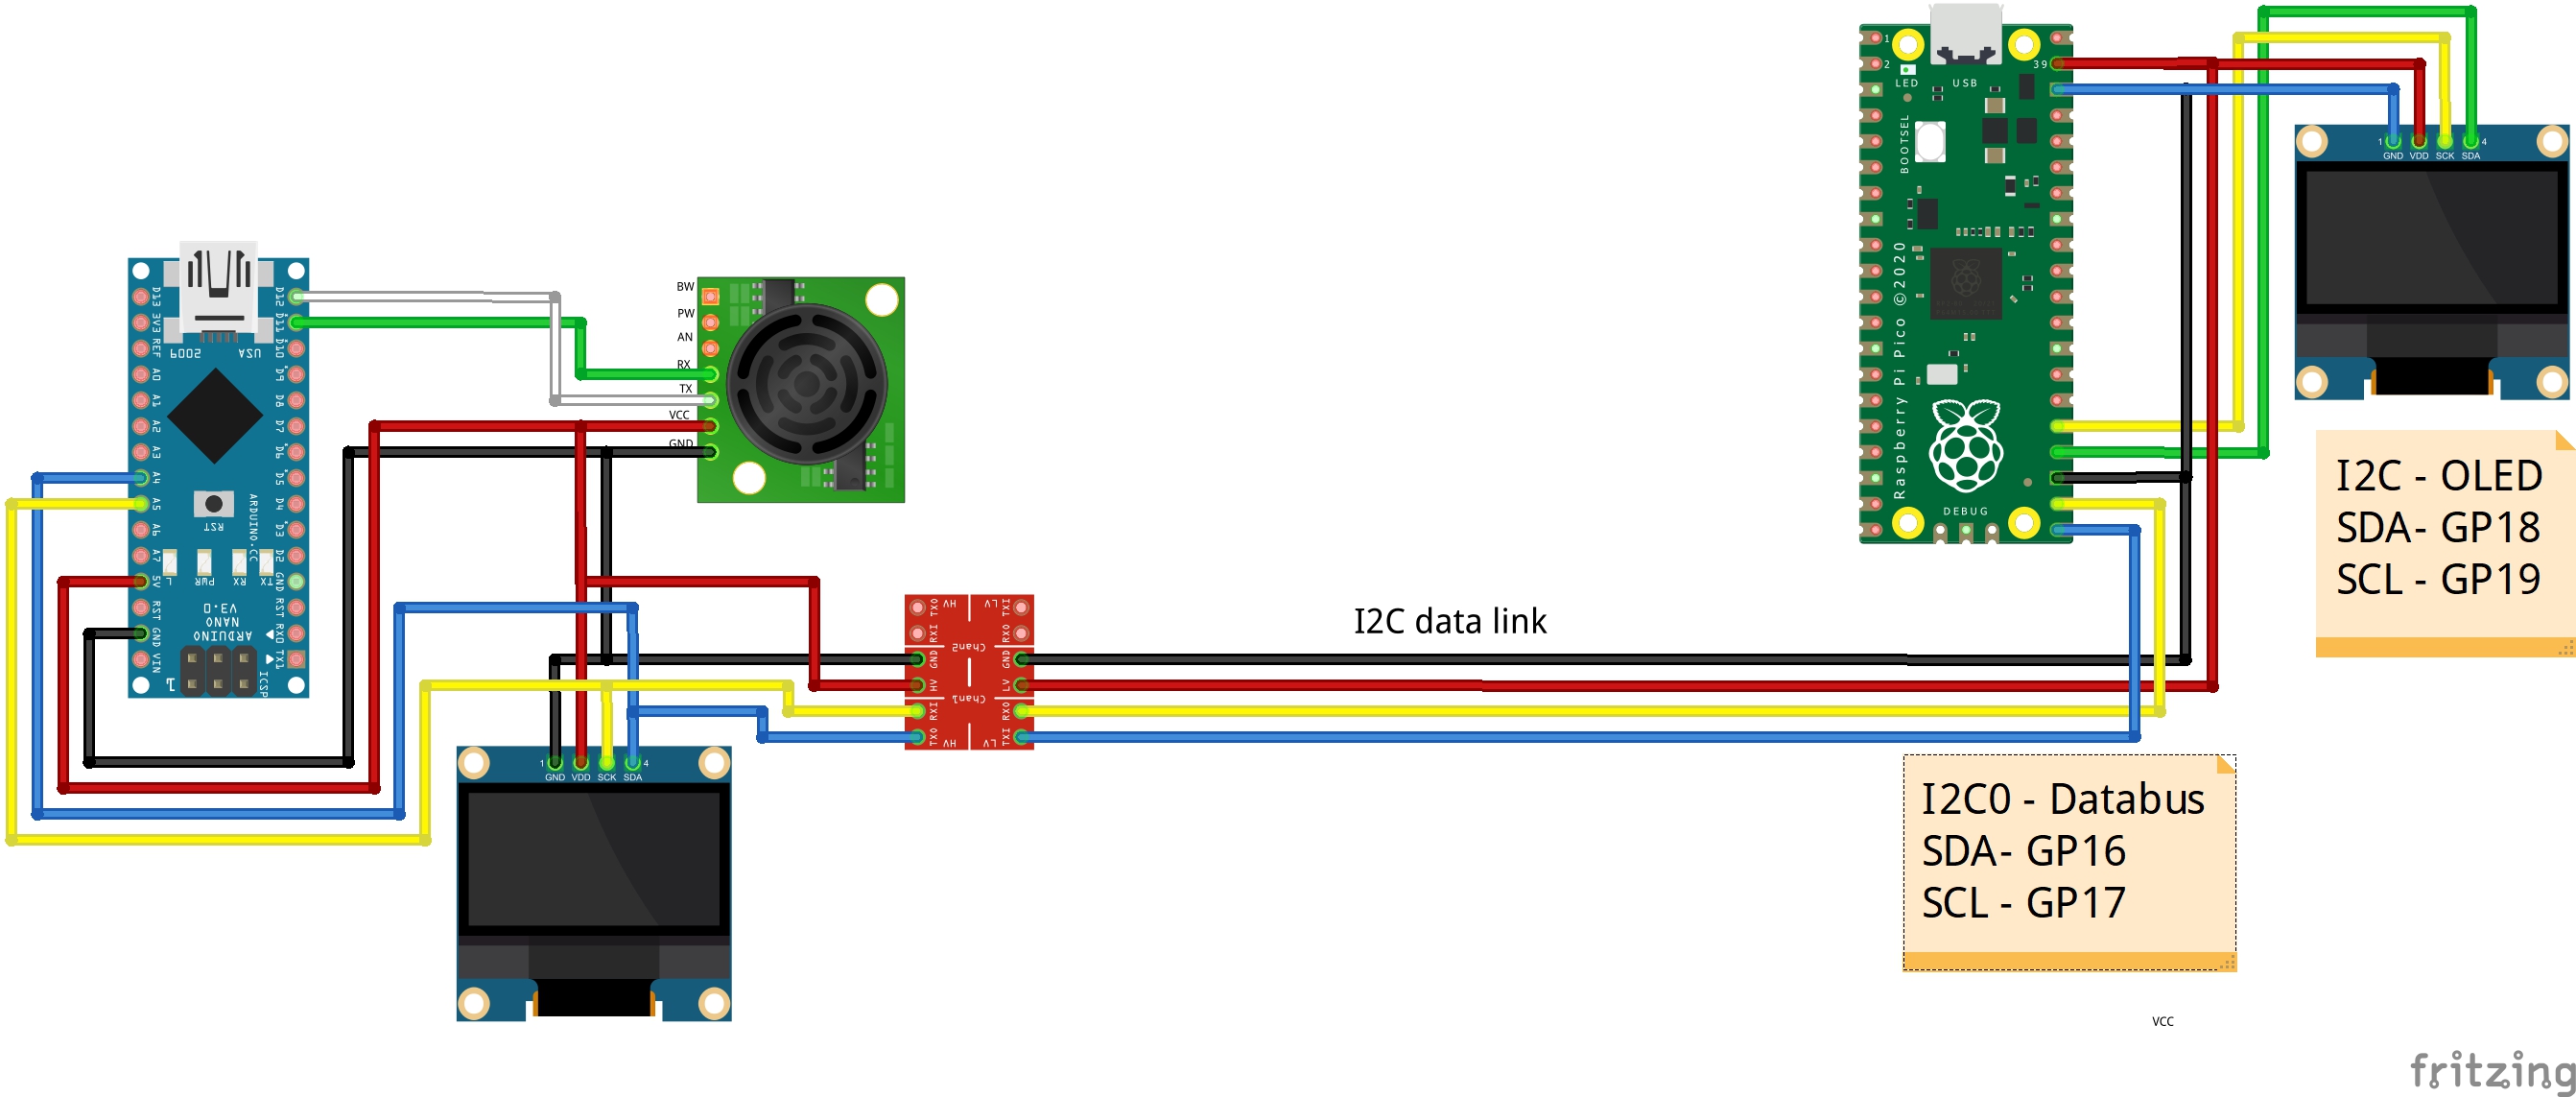 1
2
39
LED
USB
BOOTSEL
Raspberry Pi Pico ©2020
DEBUG
1
GND
VDD
SCK
SDA
4
I2C - OLED
SDA- GP18
SCL - GP19
D13
3V3
REF
A0
A1
A2
A3
A4
A5
A6
A7
5V
RST
GND
VIN
D12
D11
D10
D9
D8
D7
D6
D5
D4
D3
D2
GND
RST
RX0
TX1
2009
USA
RST
ARDUINO.CC
L
PWR
RX
TX
ARDUINO
NANO
V3.0
ICSP
1
BW
PW
AN
RX
TX
VCC
GND
TXO
HV
LV
TXI
RXI
RXO
Chan2
GND
GND
HV
LV
Chan1
RXI
RXO
TXO
HV
LV
TXI
I2C data link
1
GND
VDD
SCK
SDA
4
I2C0 - Databus
SDA- GP16
SCL - GP17
VCC
fritzing